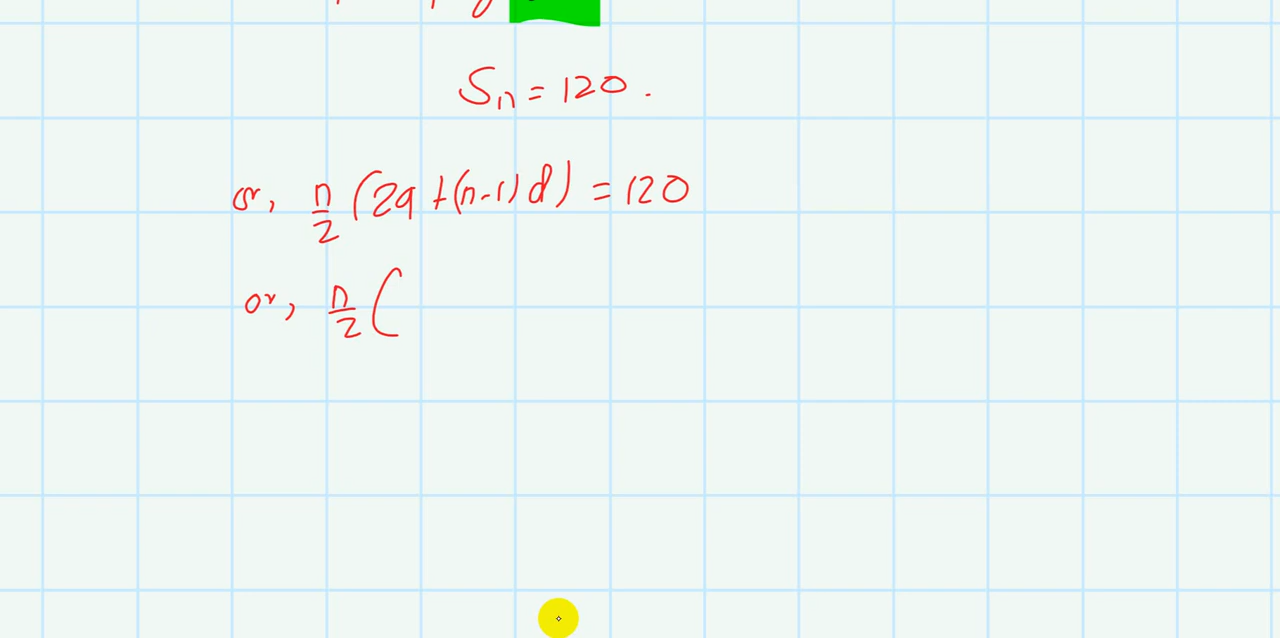 Sn = 120.
or, n/2 (2a + (n-1)d) = 120
or, n/2 (